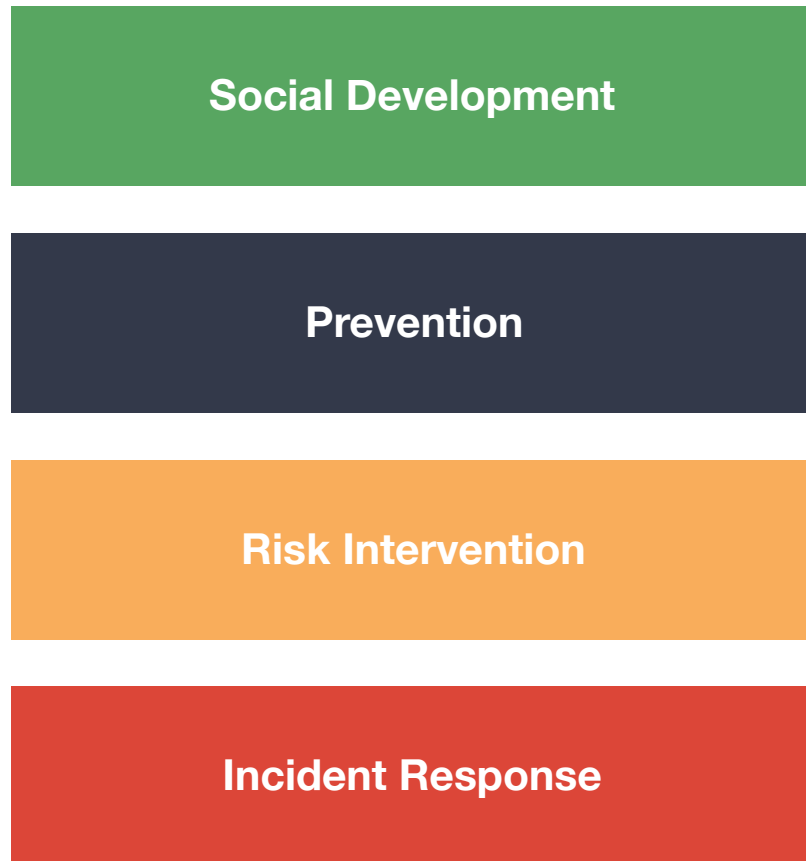 Social Development
Prevention
Risk Intervention
Incident Response